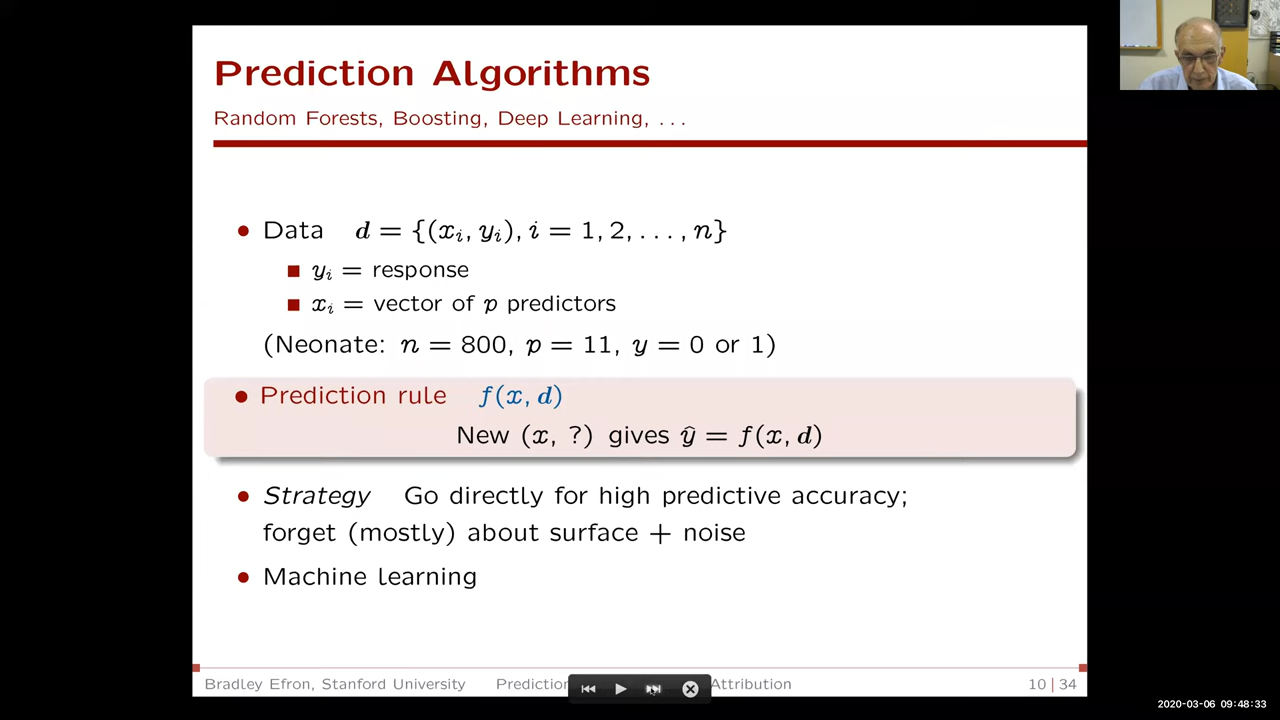 Prediction Algorithms
Random Forests, Boosting, Deep Learning, . . .
• Data d = {(xᵢ, yᵢ), i = 1, 2, . . . , n}
■ yᵢ = response
■ xᵢ = vector of p predictors
(Neonate: n = 800, p = 11, y = 0 or 1)
• Prediction rule f(x, d)
New (x, ?) gives ŷ = f(x, d)
• Strategy Go directly for high predictive accuracy;
forget (mostly) about surface + noise
• Machine learning
Bradley Efron, Stanford University Prediction Attribution 10 | 34
2020-03-06 09:48:33